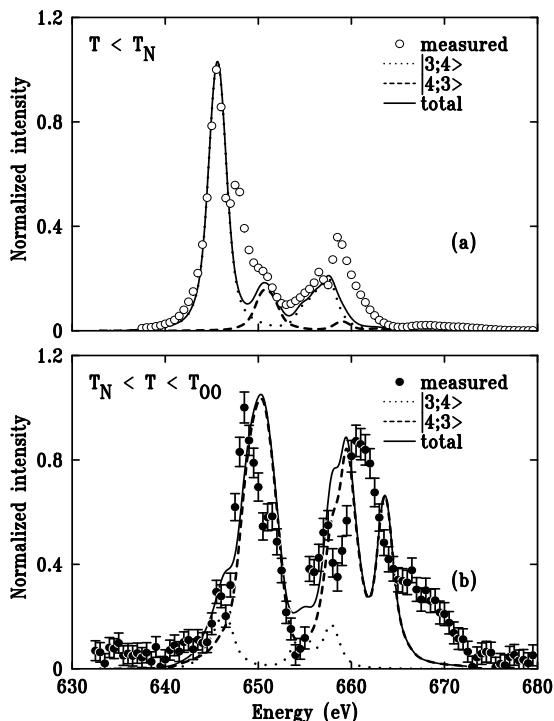 1.2
T < T_N
measured
|3;4>
|4;3>
total
0.8
Normalized intensity
0.4
(a)
0
1.2
T_N < T < T_OO
measured
|3;4>
|4;3>
total
0.8
Normalized intensity
0.4
(b)
0
630 640 650 660 670 680
Energy (eV)